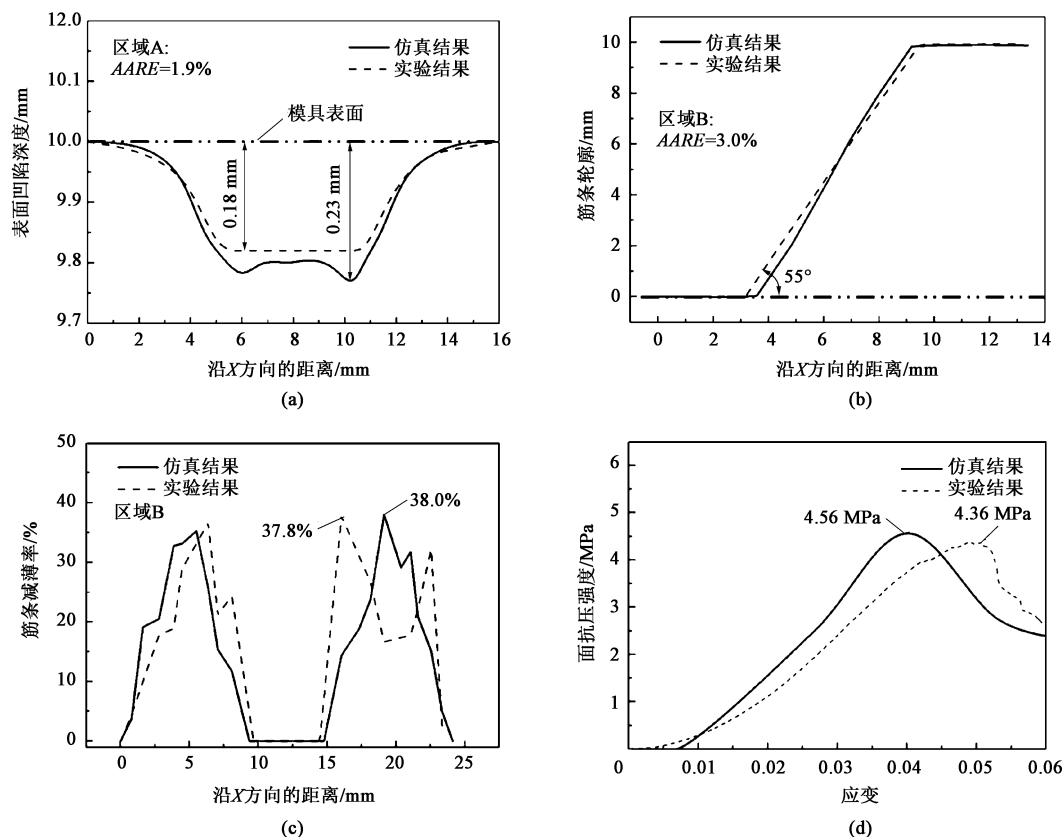 12.0
10.1
10.0
9.9
9.8
9.7
表面凹陷深度/mm
区域A:
AARE=1.9%
仿真结果
实验结果
模具表面
0.18 mm
0.23 mm
0 2 4 6 8 10 12 14 16
沿X方向的距离/mm
(a)
10
8
6
4
2
0
筋条轮廓/mm
仿真结果
实验结果
区域B:
AARE=3.0%
55°
0 2 4 6 8 10 12 14
沿X方向的距离/mm
(b)
50
40
30
20
10
0
筋条减薄率/%
仿真结果
实验结果
区域B
37.8%
38.0%
0 5 10 15 20 25
沿X方向的距离/mm
(c)
6
5
4
3
2
1
面抗压强度/MPa
仿真结果
实验结果
4.56 MPa
4.36 MPa
0 0.01 0.02 0.03 0.04 0.05 0.06
应变
(d)